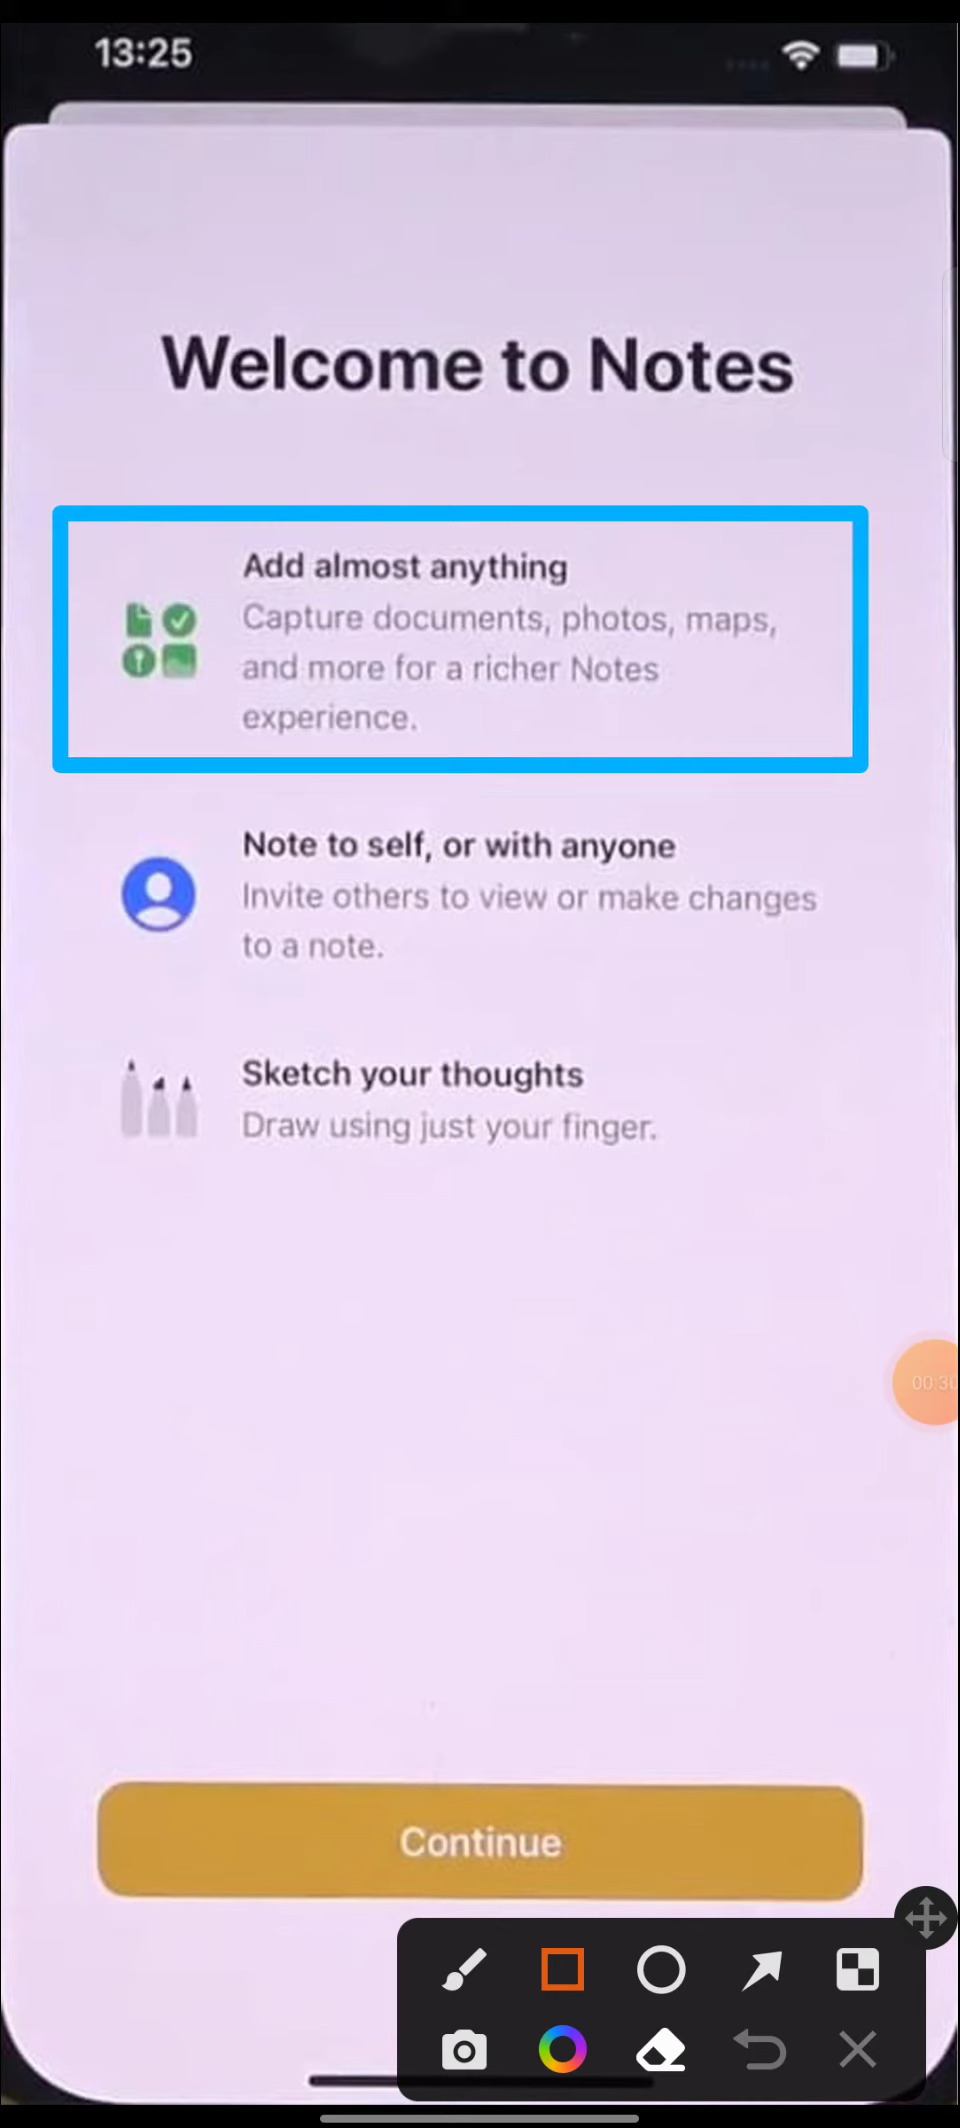 13:25
Welcome to Notes
Add almost anything
Capture documents, photos, maps,
and more for a richer Notes
experience.
Note to self, or with anyone
Invite others to view or make changes
to a note.
Sketch your thoughts
Draw using just your finger.
Continue